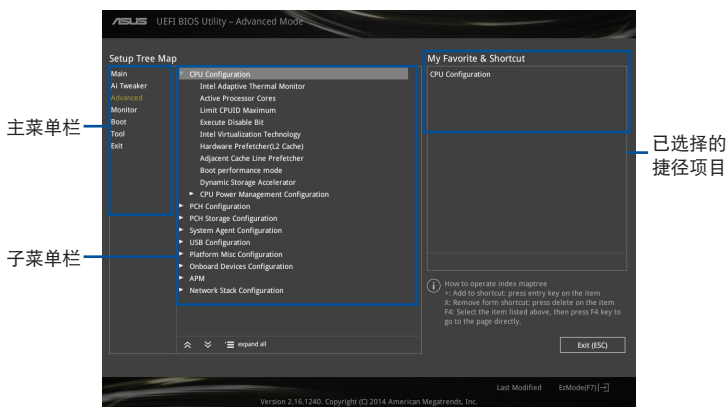 ASUS UEFI BIOS Utility – Advanced Mode
Setup Tree Map
Main
Ai Tweaker
Advanced
Monitor
Boot
Tool
Exit
CPU Configuration
Intel Adaptive Thermal Monitor
Active Processor Cores
Limit CPUID Maximum
Execute Disable Bit
Intel Virtualization Technology
Hardware Prefetcher(L2 Cache)
Adjacent Cache Line Prefetcher
Boot performance mode
Dynamic Storage Accelerator
CPU Power Management Configuration
PCH Configuration
PCH Storage Configuration
System Agent Configuration
USB Configuration
Platform Misc Configuration
Onboard Devices Configuration
APM
Network Stack Configuration
expand all
My Favorite & Shortcut
CPU Configuration
How to operate index maptree
+: Add to shortcut: press entry key on the item
X: Remove form shortcut: press delete on the item
F4: Select the item listed above, then press F4 key to
go to the page directly.
Exit (ESC)
Last Modified
EzMode(F7)
Version 2.16.1240. Copyright (C) 2014 American Megatrends, Inc.
主菜单栏
子菜单栏
已选择的
捷径项目